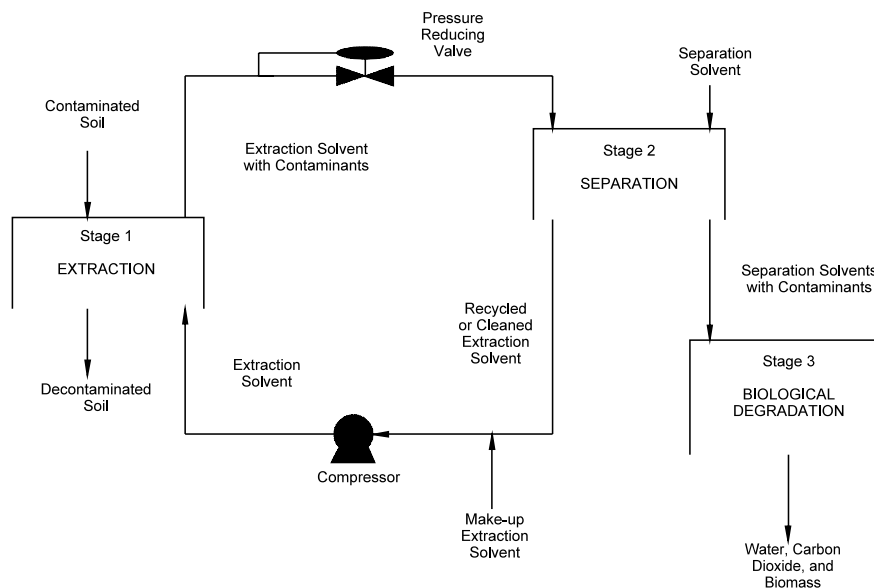 Pressure
Reducing
Valve
Separation
Solvent
Contaminated
Soil
Extraction Solvent
with Contaminants
Stage 2
SEPARATION
Stage 1
EXTRACTION
Separation Solvents
with Contaminants
Recycled
or Cleaned
Extraction
Solvent
Extraction
Solvent
Decontaminated
Soil
Stage 3
BIOLOGICAL
DEGRADATION
Compressor
Make-up
Extraction
Solvent
Water, Carbon
Dioxide, and
Biomass